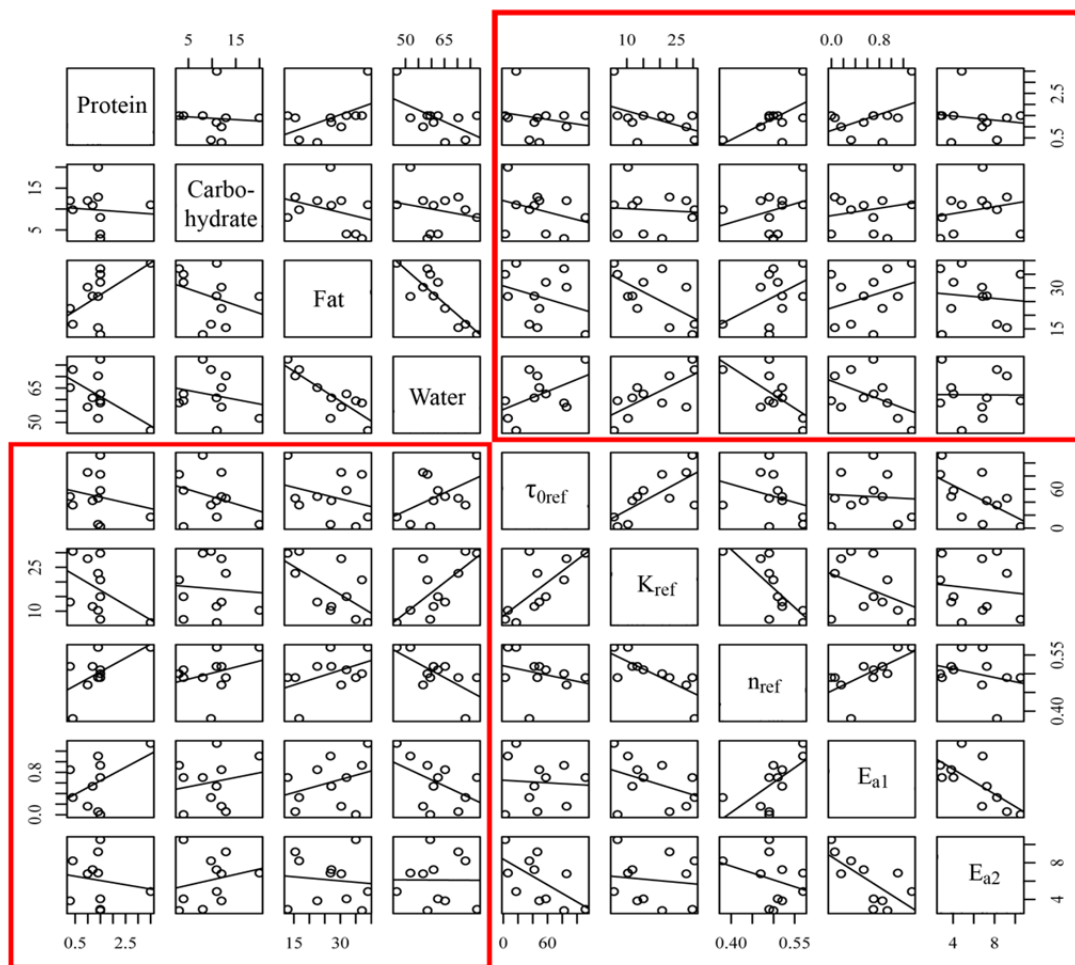 5 15 50 65 10 25 0.0 0.8
Protein 0.5 2.5
5 15 Carbo-
hydrate
Fat 15 30
50 65 Water
τ0ref 0 60
10 25 Kref
nref 0.40 0.55
0.0 0.8 Ea1
Ea2 4 8
0.5 2.5 15 30 0 60 0.40 0.55 4 8